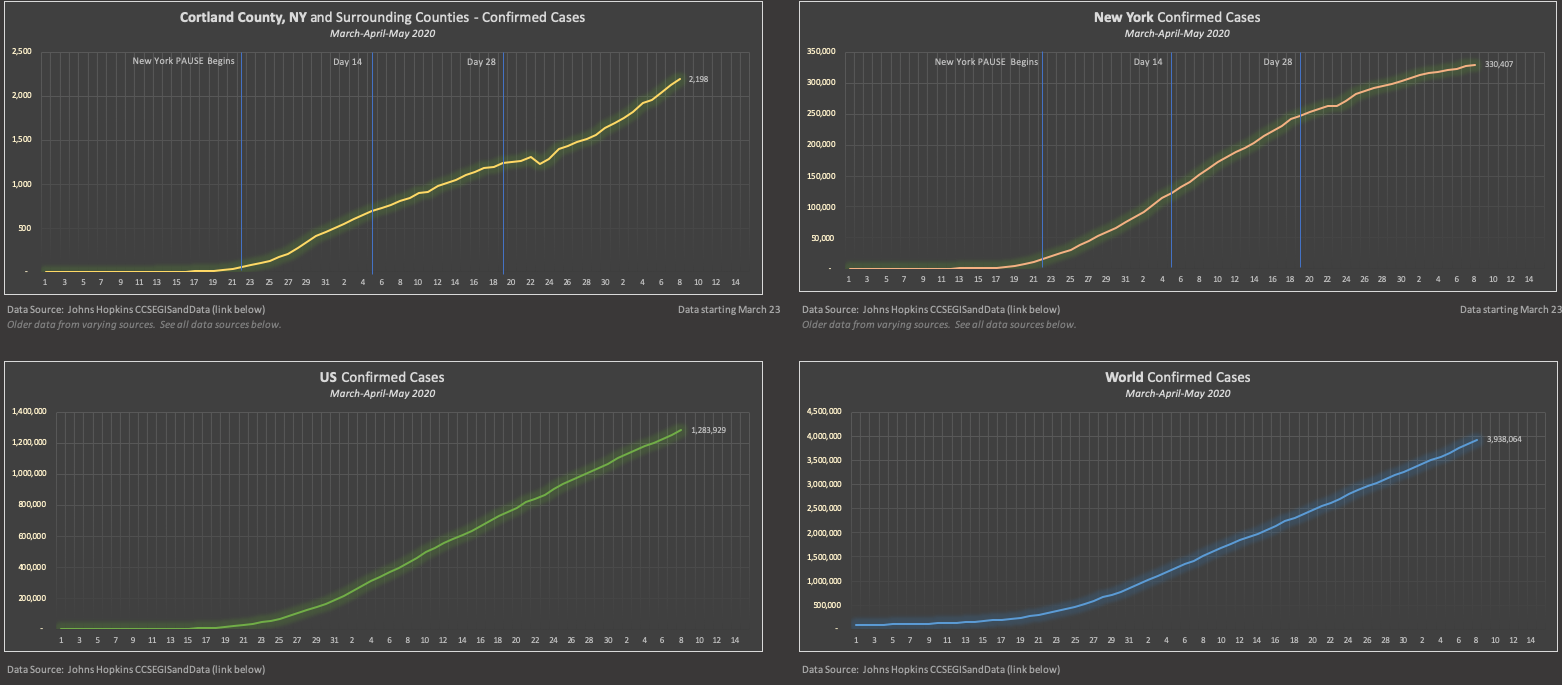 Cortland County, NY and Surrounding Counties - Confirmed Cases
March-April-May 2020
2,500
2,000
1,500
1,000
500
-
New York PAUSE Begins
Day 14
Day 28
2,198
1 3 5 7 9 11 13 15 17 19 21 23 25 27 29 31 2 4 6 8 10 12 14 16 18 20 22 24 26 28 30 2 4 6 8 10 12 14
Data Source: Johns Hopkins CCSEGISandData (link below)
Data starting March 23
Older data from varying sources. See all data sources below.
New York Confirmed Cases
March-April-May 2020
350,000
300,000
250,000
200,000
150,000
100,000
50,000
-
New York PAUSE Begins
Day 14
Day 28
330,407
1 3 5 7 9 11 13 15 17 19 21 23 25 27 29 31 2 4 6 8 10 12 14 16 18 20 22 24 26 28 30 2 4 6 8 10 12 14
Data Source: Johns Hopkins CCSEGISandData (link below)
Data starting March 23
Older data from varying sources. See all data sources below.
US Confirmed Cases
March-April-May 2020
1,400,000
1,200,000
1,000,000
800,000
600,000
400,000
200,000
-
1,283,929
1 3 5 7 9 11 13 15 17 19 21 23 25 27 29 31 2 4 6 8 10 12 14 16 18 20 22 24 26 28 30 2 4 6 8 10 12 14
Data Source: Johns Hopkins CCSEGISandData (link below)
World Confirmed Cases
March-April-May 2020
4,500,000
4,000,000
3,500,000
3,000,000
2,500,000
2,000,000
1,500,000
1,000,000
500,000
-
3,938,064
1 3 5 7 9 11 13 15 17 19 21 23 25 27 29 31 2 4 6 8 10 12 14 16 18 20 22 24 26 28 30 2 4 6 8 10 12 14
Data Source: Johns Hopkins CCSEGISandData (link below)